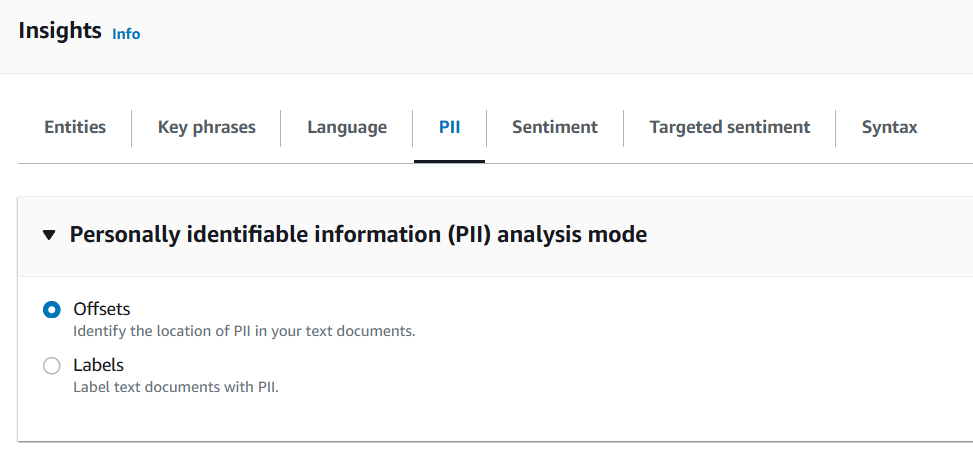 Insights Info
Entities Key phrases Language PII Sentiment Targeted sentiment Syntax
Personally identifiable information (PII) analysis mode
Offsets
Identify the location of PII in your text documents.
Labels
Label text documents with PII.